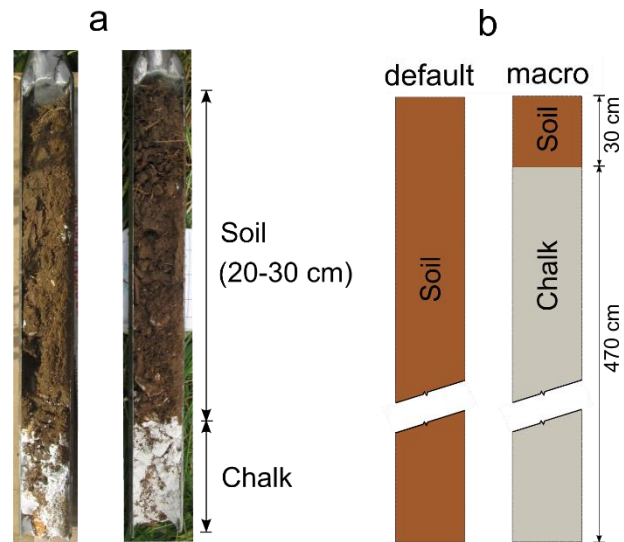 a
Soil
(20-30 cm)
Chalk
b
default
macro
Soil
Soil
Chalk
30 cm
470 cm